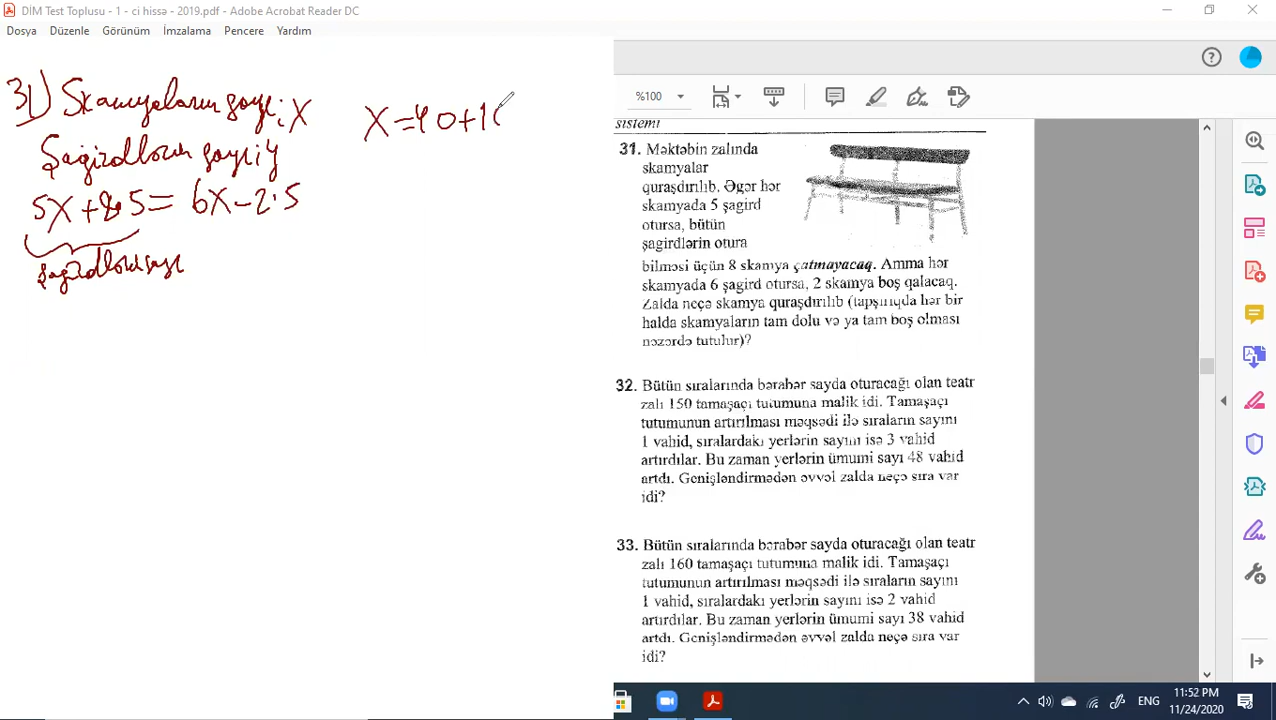 DİM Test Toplusu - 1 - ci hissə - 2019.pdf - Adobe Acrobat Reader DC
Dosya Düzenle Görünüm İmzalama Pencere Yardım
31) Skamyaların sayı; X
Şagirdlərin sayı; y
5X + 8·5 = 6X - 2·5
şagirdlərin sayı
X = 40 + 1
%100
sistemi
31. Məktəbin zalında
skamyalar
quraşdırılıb. Əgər hər
skamyada 5 şagird
otursa, bütün
şagirdlərin otura
bilməsi üçün 8 skamya çatmayacaq. Amma hər
skamyada 6 şagird otursa, 2 skamya boş qalacaq.
Zalda neçə skamya quraşdırılıb (tapşırıqda hər bir
halda skamyaların tam dolu və ya tam boş olması
nəzərdə tutulur)?
32. Bütün sıralarında bərabər sayda oturacağı olan teatr
zalı 150 tamaşaçı tutumuna malik idi. Tamaşaçı
tutumunun artırılması məqsədi ilə sıraların sayını
1 vahid, sıralardakı yerlərin sayını isə 3 vahid
artırdılar. Bu zaman yerlərin ümumi sayı 48 vahid
artdı. Genişləndirmədən əvvəl zalda neçə sıra var
idi?
33. Bütün sıralarında bərabər sayda oturacağı olan teatr
zalı 160 tamaşaçı tutumuna malik idi. Tamaşaçı
tutumunun artırılması məqsədi ilə sıraların sayını
1 vahid, sıralardakı yerlərin sayını isə 2 vahid
artırdılar. Bu zaman yerlərin ümumi sayı 38 vahid
artdı. Genişləndirmədən əvvəl zalda neçə sıra var
idi?
ENG
11:52 PM
11/24/2020